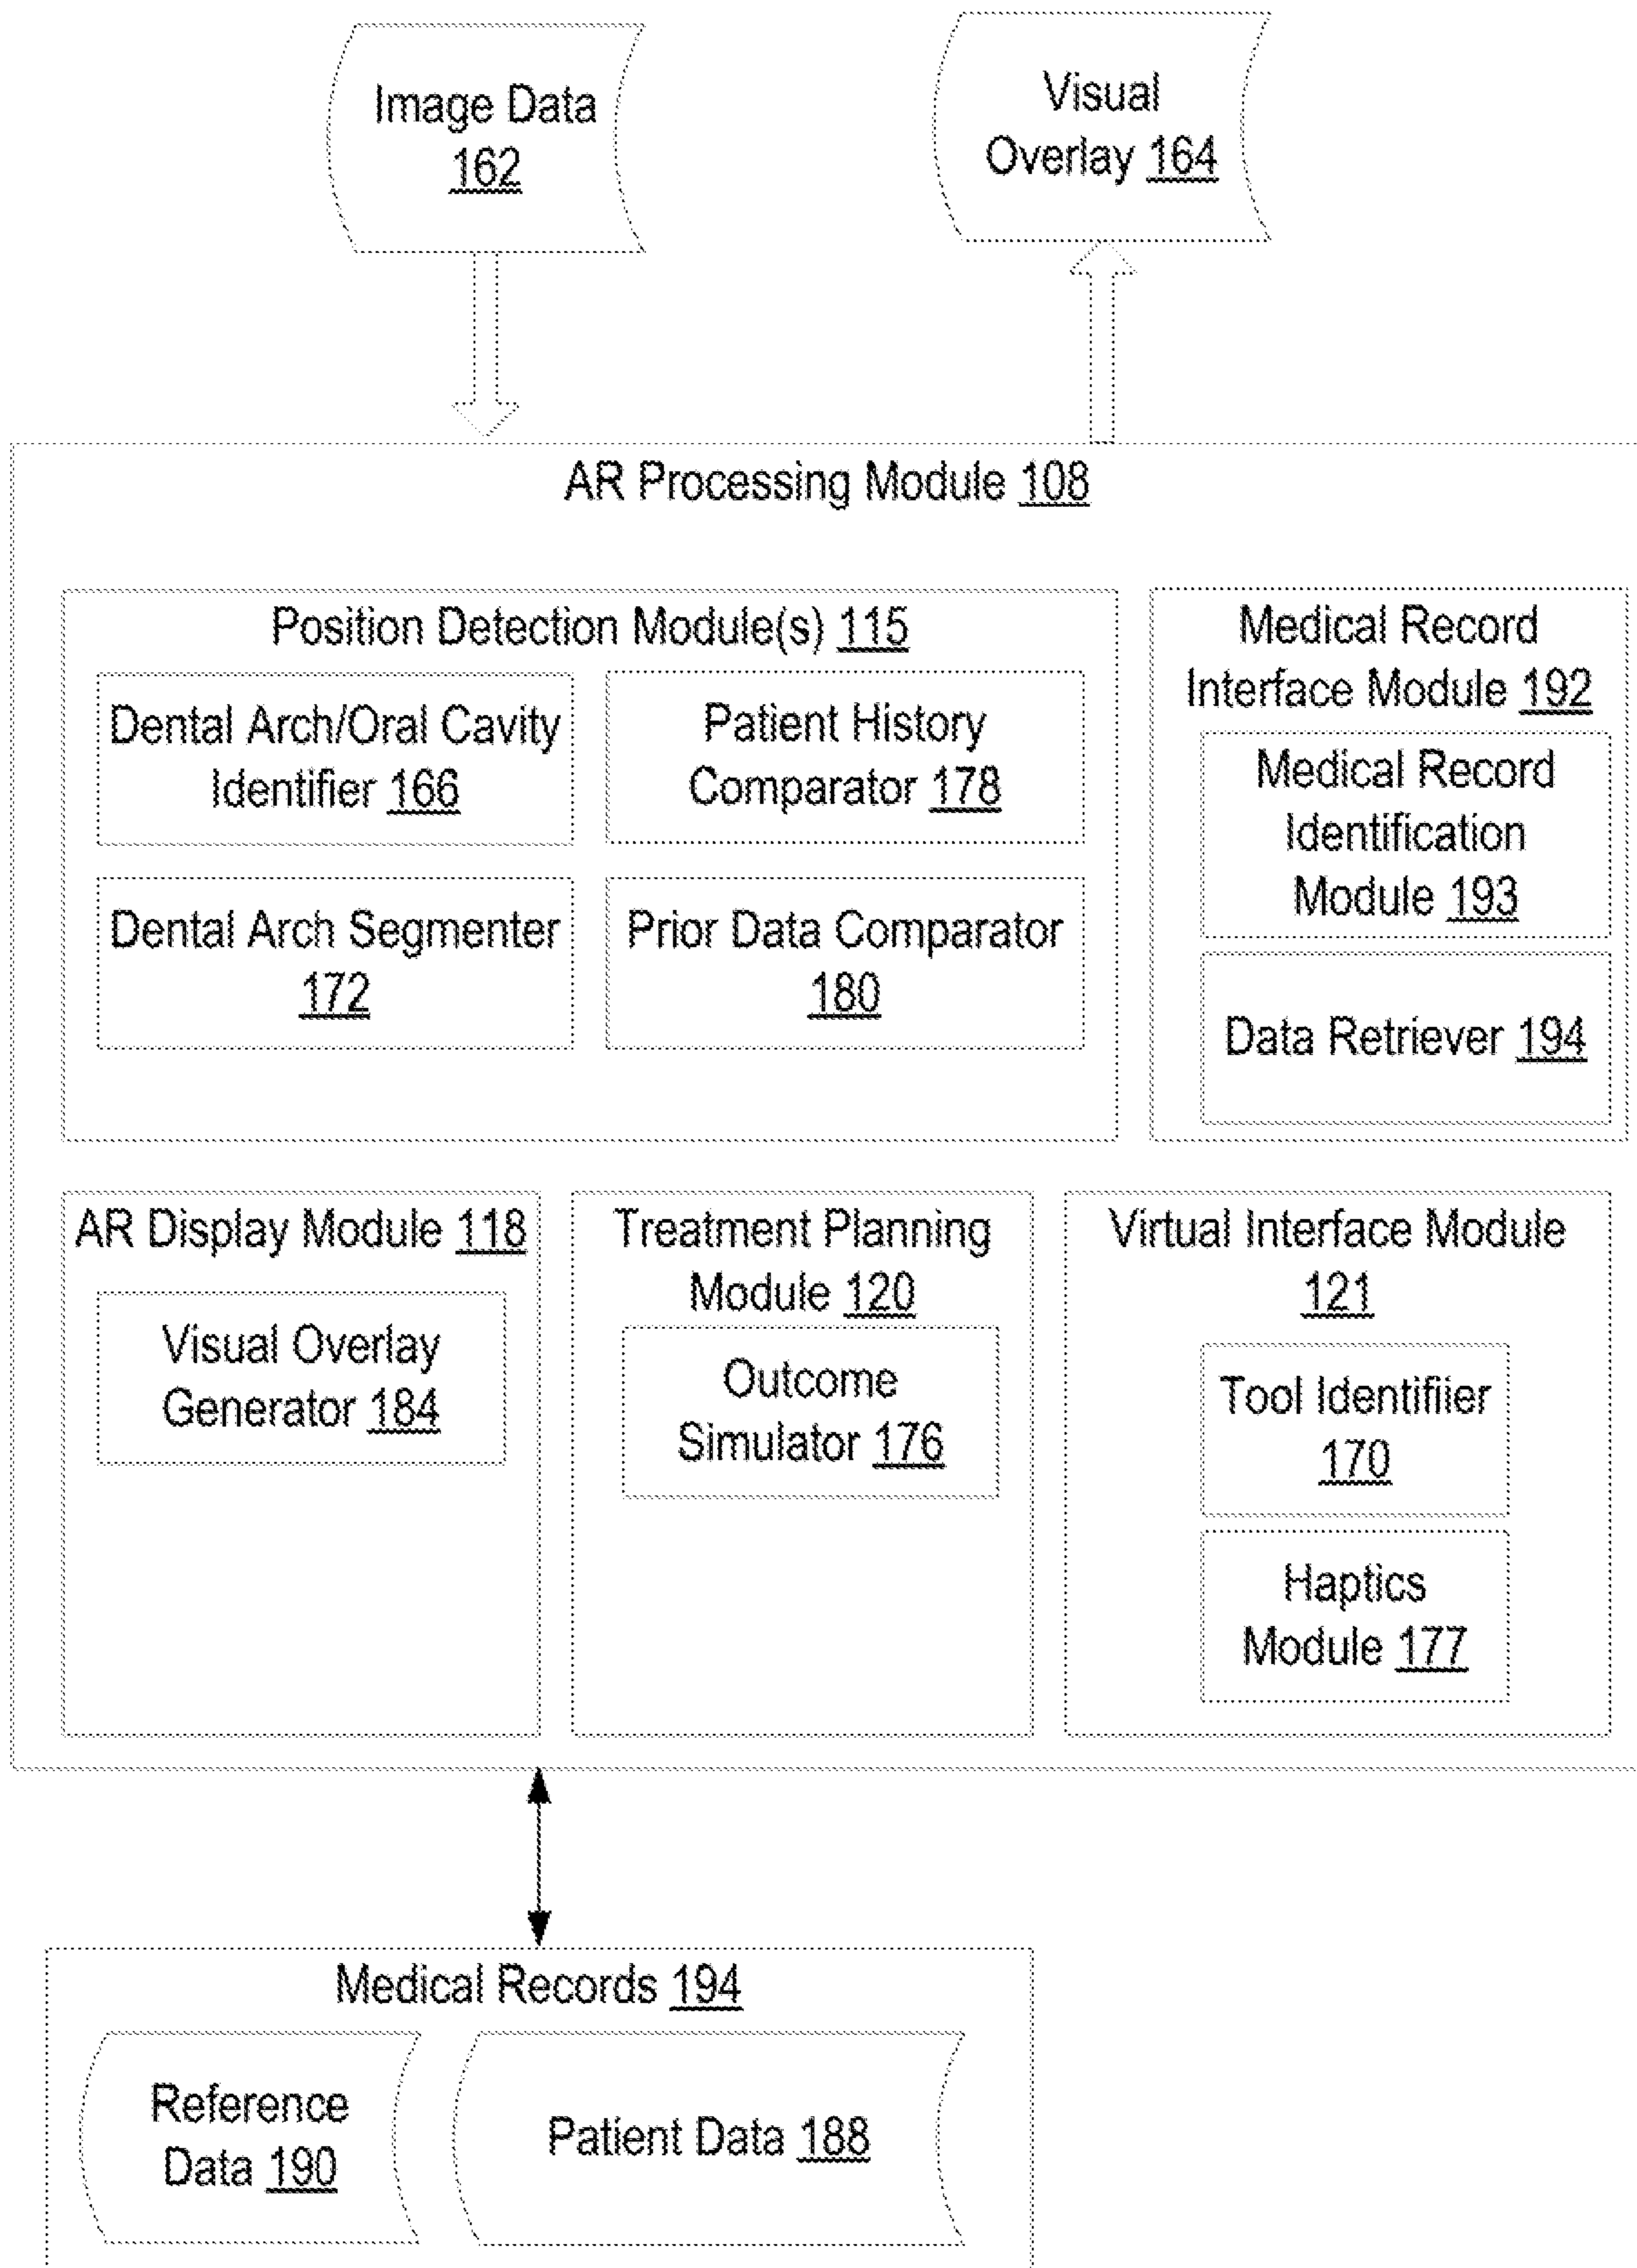 Image Data
162
Visual
Overlay 164
AR Processing Module 108
Position Detection Module(s) 115
Dental Arch/Oral Cavity
Identifier 166
Patient History
Comparator 178
Dental Arch Segmenter
172
Prior Data Comparator
180
Medical Record
Interface Module 192
Medical Record
Identification
Module 193
Data Retriever 194
AR Display Module 118
Visual Overlay
Generator 184
Treatment Planning
Module 120
Outcome
Simulator 176
Virtual Interface Module
121
Tool Identifiier
170
Haptics
Module 177
Medical Records 194
Reference
Data 190
Patient Data 188